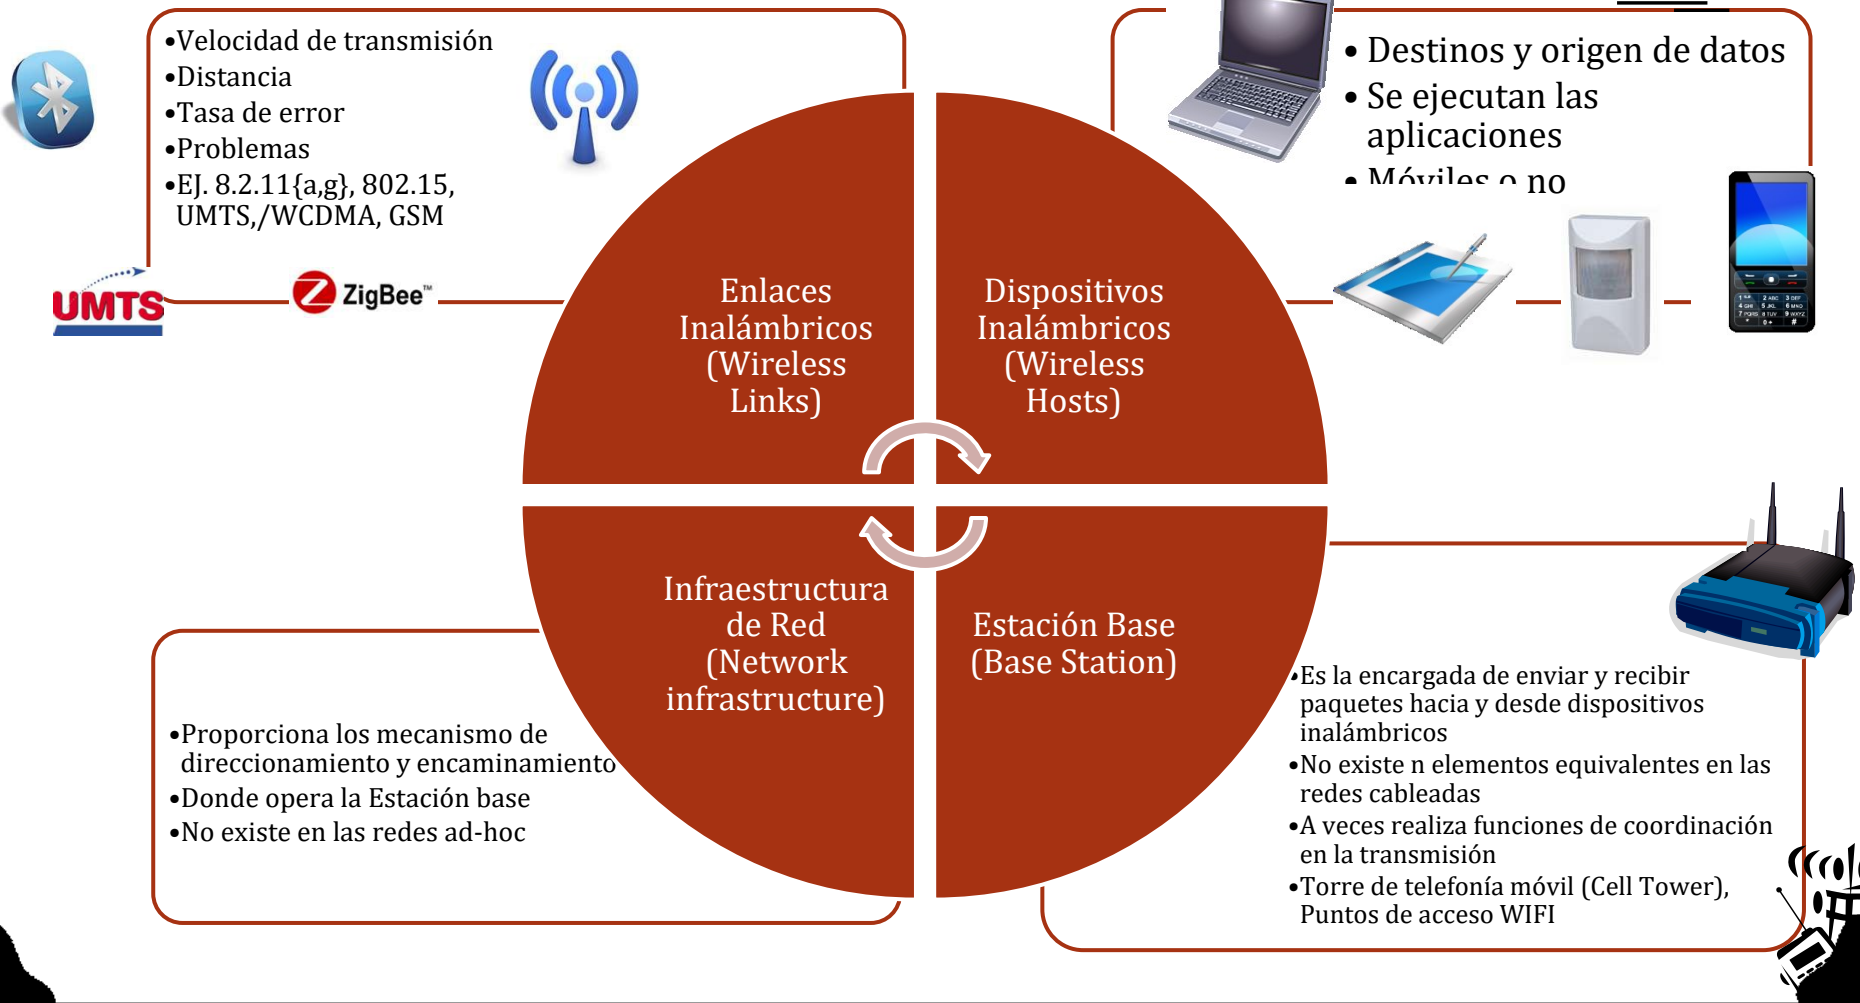 •Velocidad de transmisión
•Distancia
•Tasa de error
•Problemas
•EJ. 8.2.11{a,g}, 802.15,
UMTS,/WCDMA, GSM
UMTS
ZigBee™
• Destinos y origen de datos
• Se ejecutan las
aplicaciones
• Móviles o no
Enlaces
Inalámbricos
(Wireless
Links)
Dispositivos
Inalámbricos
(Wireless
Hosts)
Infraestructura
de Red
(Network
infrastructure)
Estación Base
(Base Station)
•Proporciona los mecanismo de
direccionamiento y encaminamiento
•Donde opera la Estación base
•No existe en las redes ad-hoc
•Es la encargada de enviar y recibir
paquetes hacia y desde dispositivos
inalámbricos
•No existe n elementos equivalentes en las
redes cableadas
•A veces realiza funciones de coordinación
en la transmisión
•Torre de telefonía móvil (Cell Tower),
Puntos de acceso WIFI